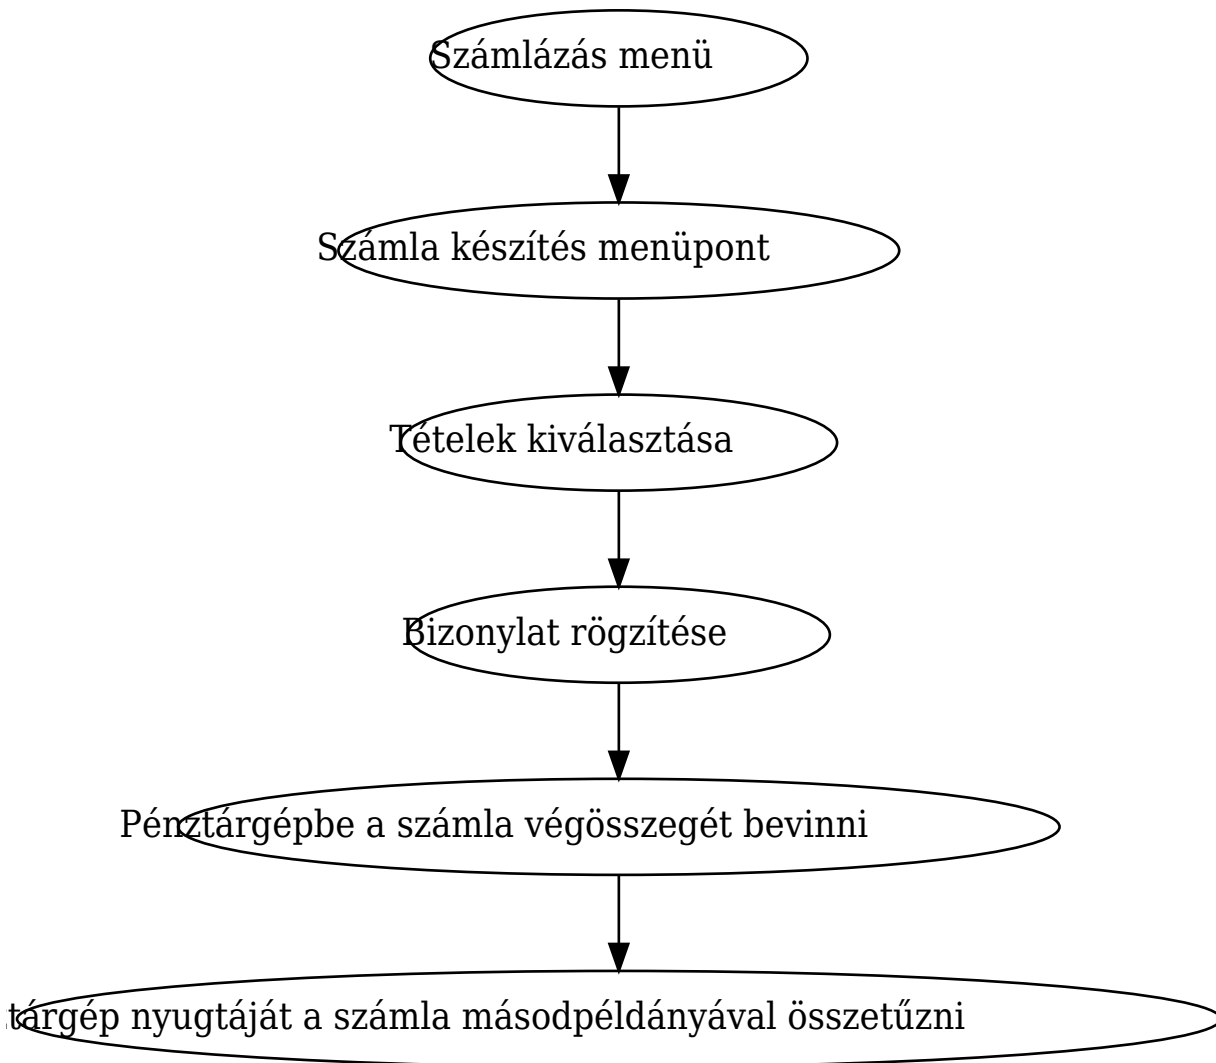 Számlázás menü
Számla készítés menüpont
Tételek kiválasztása
Bizonylat rögzítése
Pénztárgépbe a számla végösszegét bevinni
tárgép nyugtáját a számla másodpéldányával összetűzni